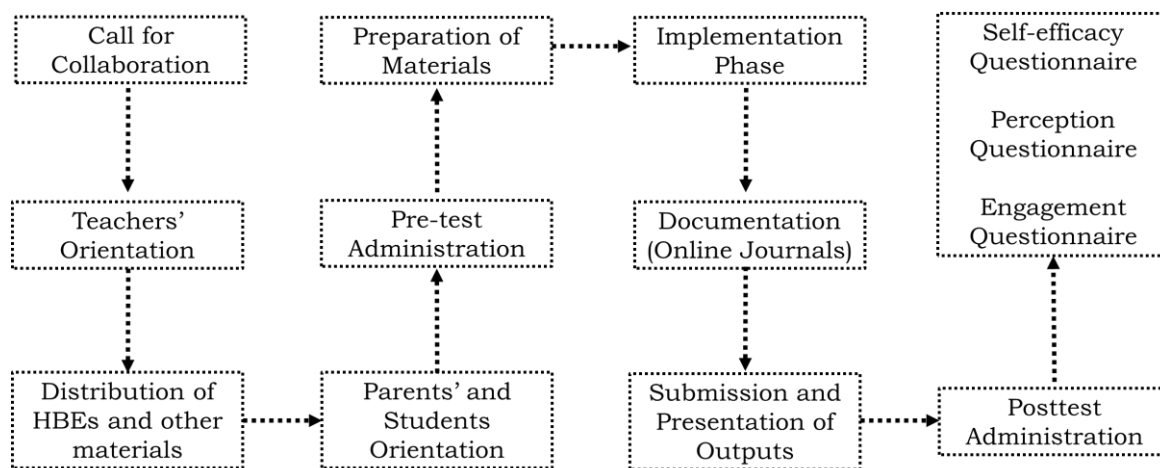 Call for
Collaboration
Teachers’
Orientation
Distribution of
HBEs and other
materials
Parents’ and
Students
Orientation
Pre-test
Administration
Preparation of
Materials
Implementation
Phase
Documentation
(Online Journals)
Submission and
Presentation of
Outputs
Posttest
Administration
Self-efficacy
Questionnaire
Perception
Questionnaire
Engagement
Questionnaire